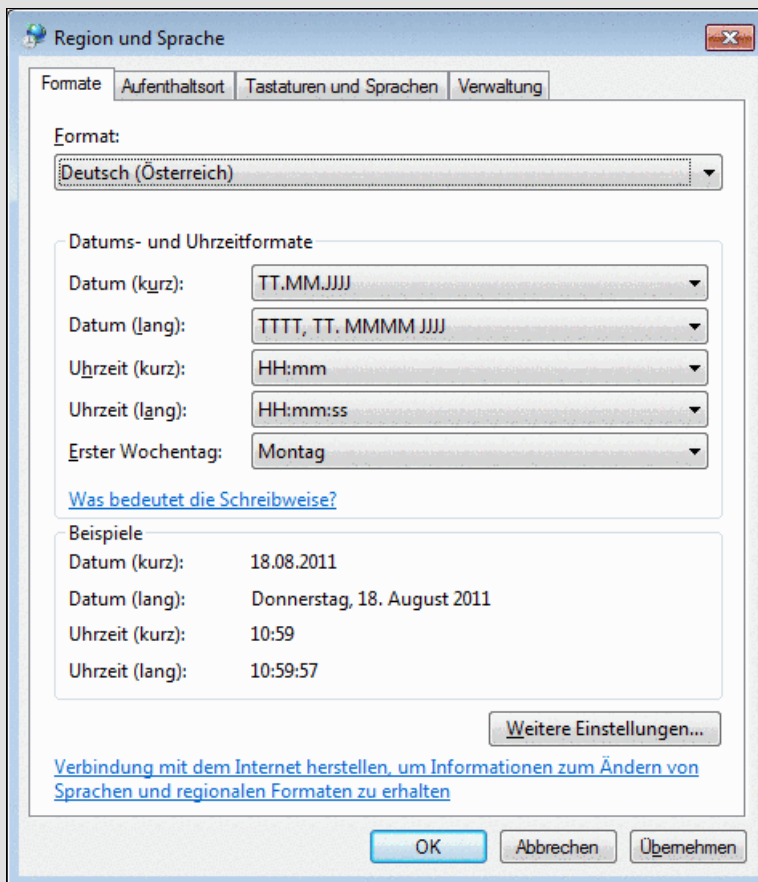 Region und Sprache
Formate Aufenthaltsort Tastaturen und Sprachen Verwaltung
Format:
Deutsch (Österreich)
Datums- und Uhrzeitformate
Datum (kurz): TT.MM.JJJJ
Datum (lang): TTTT, TT. MMMM JJJJ
Uhrzeit (kurz): HH:mm
Uhrzeit (lang): HH:mm:ss
Erster Wochentag: Montag
Was bedeutet die Schreibweise?
Beispiele
Datum (kurz): 18.08.2011
Datum (lang): Donnerstag, 18. August 2011
Uhrzeit (kurz): 10:59
Uhrzeit (lang): 10:59:57
Weitere Einstellungen...
Verbindung mit dem Internet herstellen, um Informationen zum Ändern von
Sprachen und regionalen Formaten zu erhalten
OK Abbrechen Übernehmen